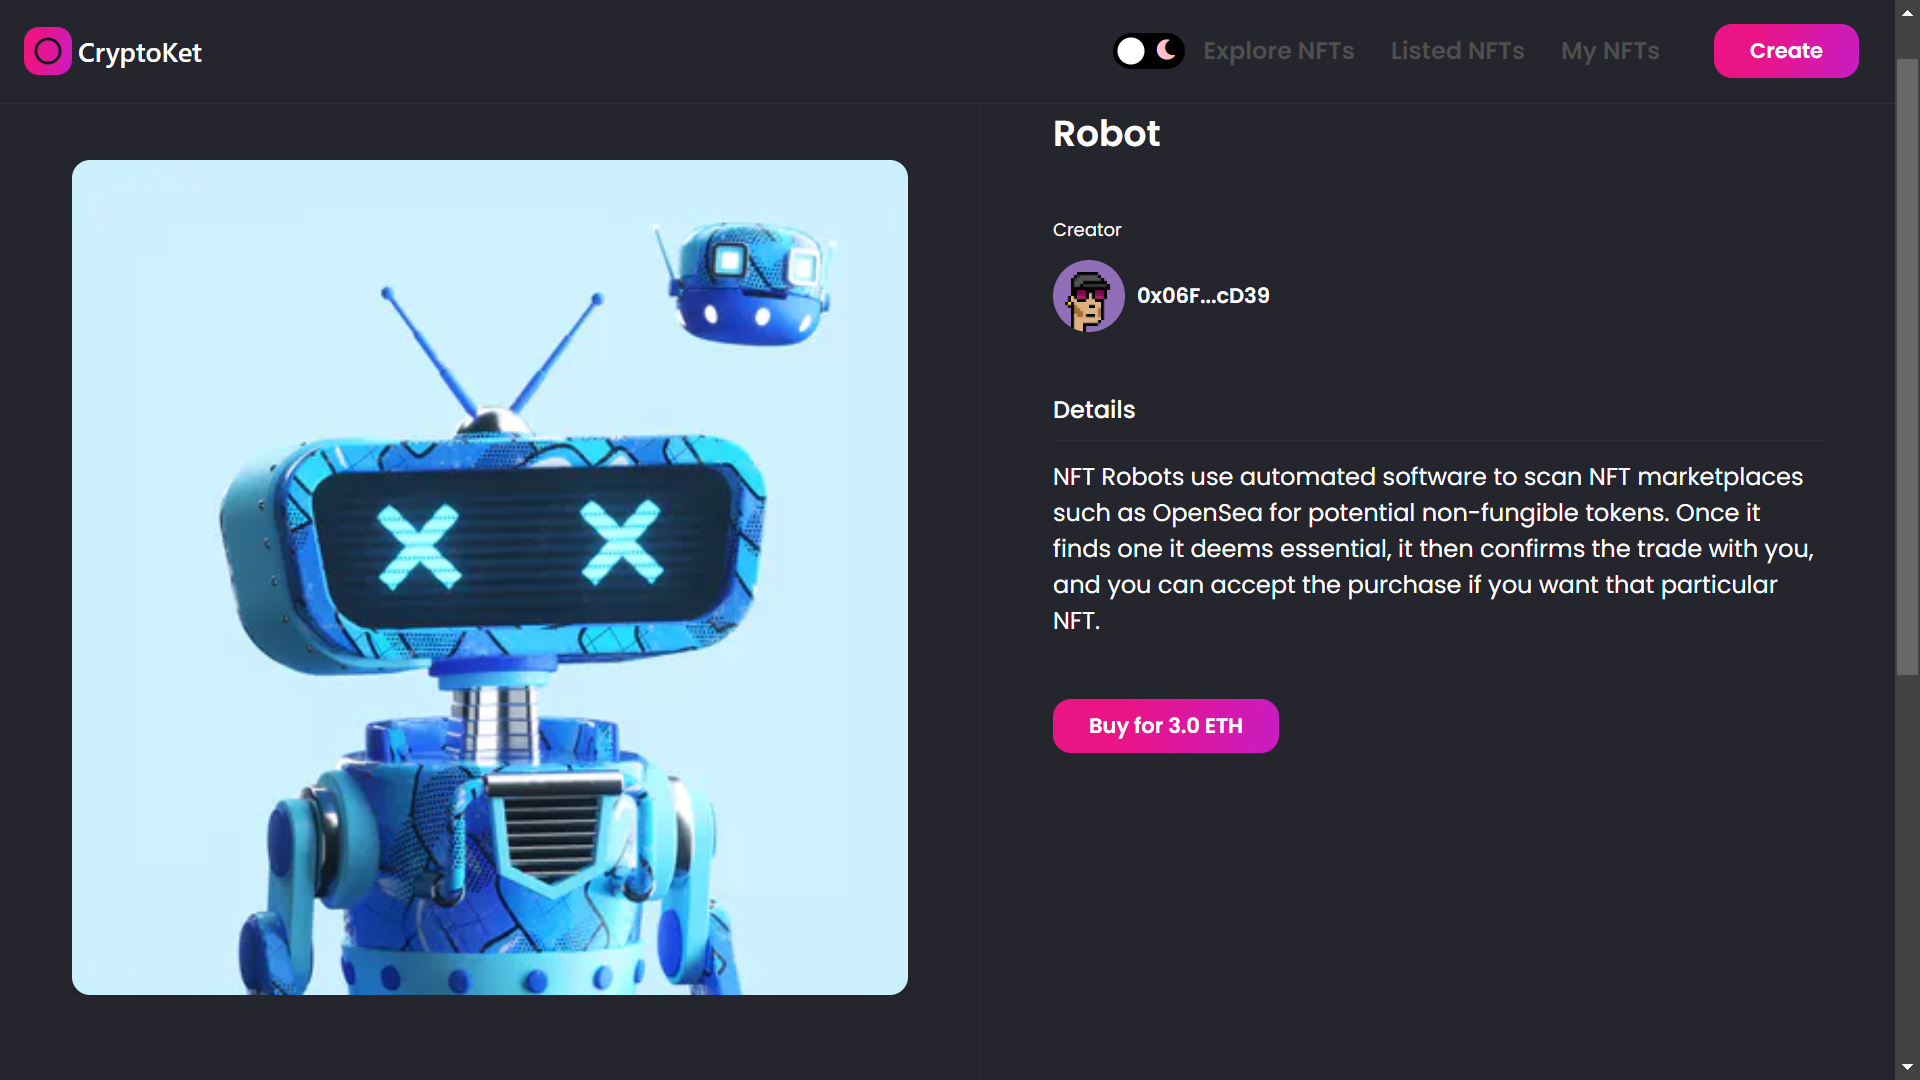 CryptoKet
Explore NFTs
Listed NFTs
My NFTs
Create
Robot
Creator
0x06F...cD39
Details
NFT Robots use automated software to scan NFT marketplaces
such as OpenSea for potential non-fungible tokens. Once it
finds one it deems essential, it then confirms the trade with you,
and you can accept the purchase if you want that particular
NFT.
Buy for 3.0 ETH